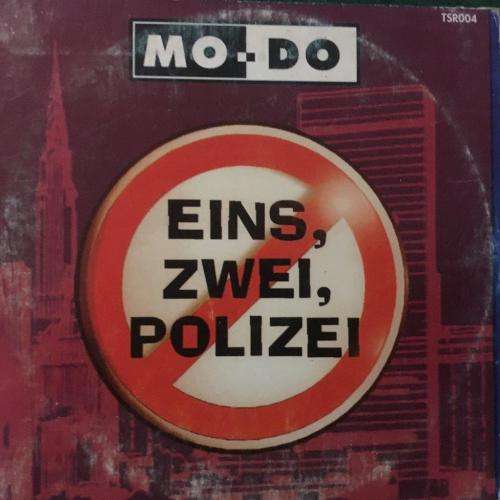 TSR004
MO-DO
EINS,
ZWEI,
POLIZEI